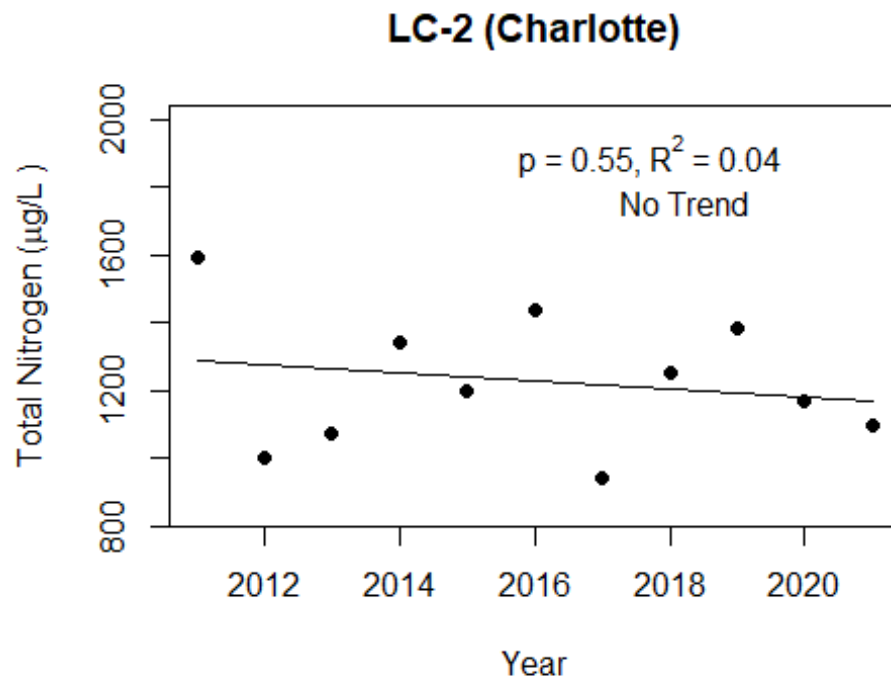 LC-2 (Charlotte)
p = 0.55, R² = 0.04
No Trend
Total Nitrogen (µg/L )
2000
1600
1200
800
2012 2014 2016 2018 2020
Year